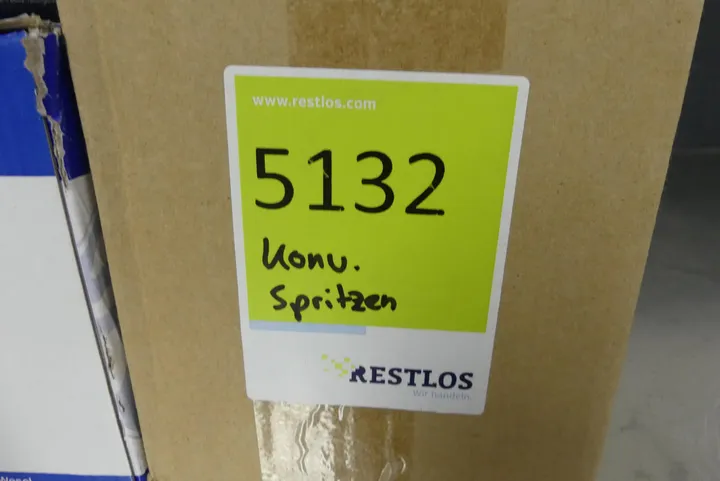 www.restlos.com
5132
Konv.
Spritzen
RESTLOS
Wir handeln.